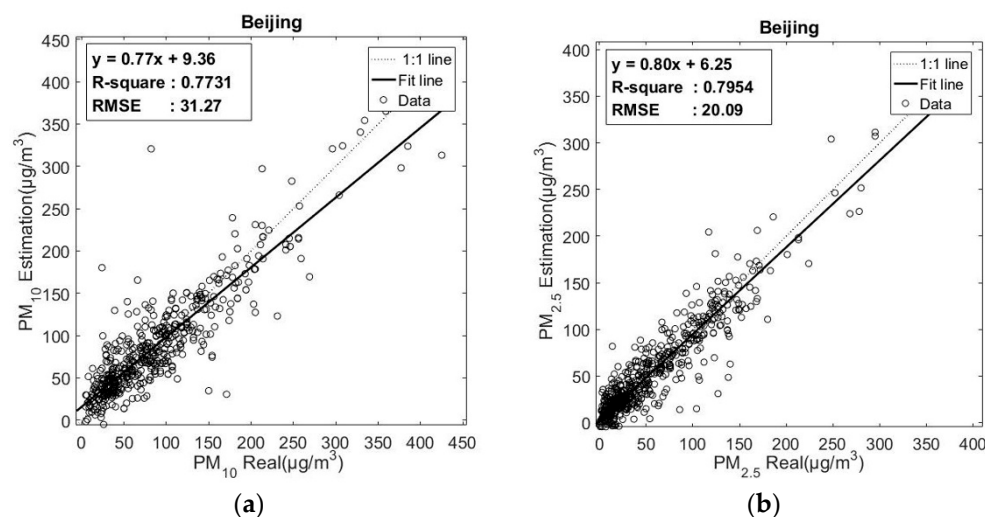 Beijing
y = 0.77x + 9.36
R-square : 0.7731
RMSE : 31.27
1:1 line
Fit line
Data
PM10 Estimation(μg/m3)
450
400
350
300
250
200
150
100
50
0
0 50 100 150 200 250 300 350 400 450
PM10 Real(μg/m3)
(a)
Beijing
y = 0.80x + 6.25
R-square : 0.7954
RMSE : 20.09
1:1 line
Fit line
Data
PM2.5 Estimation(μg/m3)
400
350
300
250
200
150
100
50
0
0 50 100 150 200 250 300 350 400
PM2.5 Real(μg/m3)
(b)